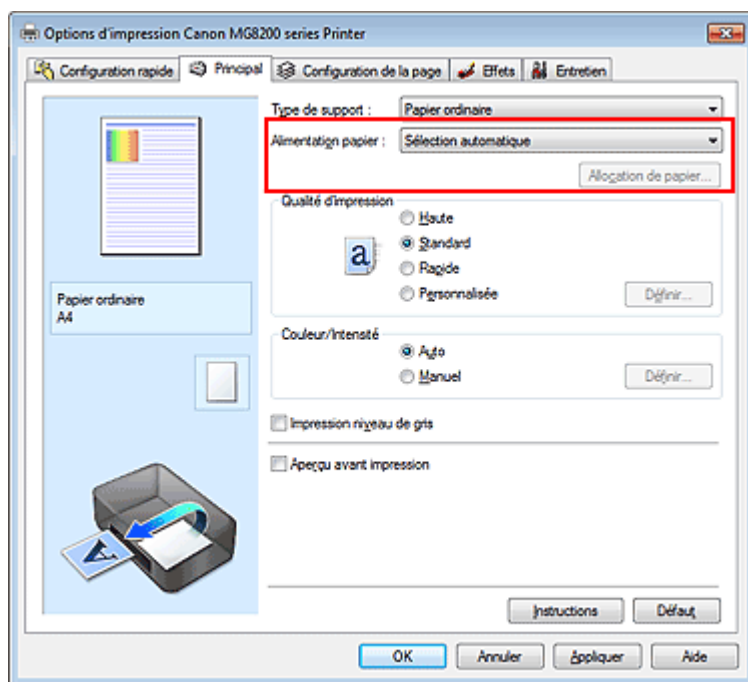 Options d'impression Canon MG8200 series Printer
Configuration rapide
Principal
Configuration de la page
Effets
Entretien
Type de support :
Papier ordinaire
Alimentation papier :
Sélection automatique
Allocation de papier...
Qualité d'impression
Haute
a
Standard
Rapide
Personnalisée
Définir...
Papier ordinaire
A4
Couleur/Intensité
Auto
Manuel
Définir...
Impression niveau de gris
Aperçu avant impression
A
Instructions
Défaut
OK
Annuler
Appliquer
Aide